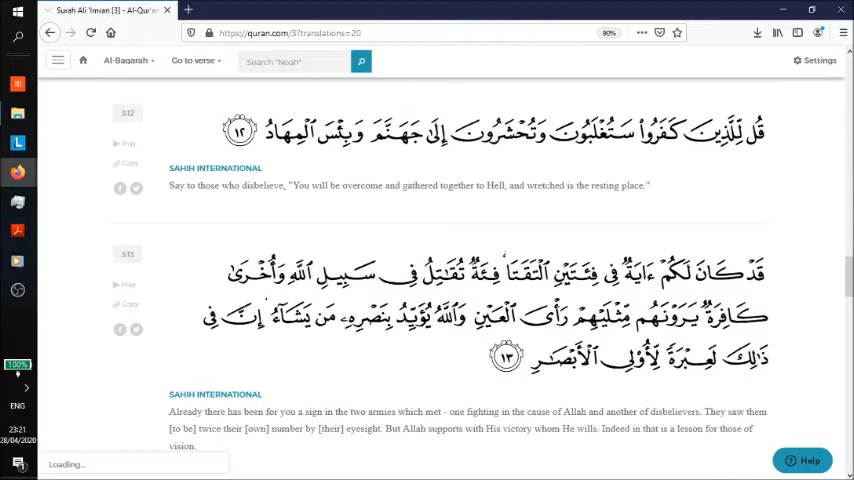 Surah Ali 'Imran [3] - Al-Qur'an
https://quran.com/3?translations=20
90%
Al-Baqarah
Go to verse
Search "Noah"
Settings
3:12
قُل لِّلَّذِينَ كَفَرُوا۟ سَتُغْلَبُونَ وَتُحْشَرُونَ إِلَىٰ جَهَنَّمَ وَبِئْسَ ٱلْمِهَادُ ١٢
Play
Copy
SAHIH INTERNATIONAL
Say to those who disbelieve, "You will be overcome and gathered together to Hell, and wretched is the resting place."
3:13
قَدْ كَانَ لَكُمْ ءَايَةٌ فِى فِئَتَيْنِ ٱلْتَقَتَا ۖ فِئَةٌ تُقَـٰتِلُ فِى سَبِيلِ ٱللَّهِ وَأُخْرَىٰ
كَافِرَةٌ يَرَوْنَهُم مِّثْلَيْهِمْ رَأْىَ ٱلْعَيْنِ ۚ وَٱللَّهُ يُؤَيِّدُ بِنَصْرِهِۦ مَن يَشَآءُ ۗ إِنَّ فِى
ذَٰلِكَ لَعِبْرَةً لِّأُو۟لِى ٱلْأَبْصَـٰرِ ١٣
Play
Copy
SAHIH INTERNATIONAL
Already there has been for you a sign in the two armies which met - one fighting in the cause of Allah and another of disbelievers. They saw them
[to be] twice their [own] number by [their] eyesight. But Allah supports with His victory whom He wills. Indeed in that is a lesson for those of
vision.
Loading...
Help
100%
ENG
23:21
28/04/2020